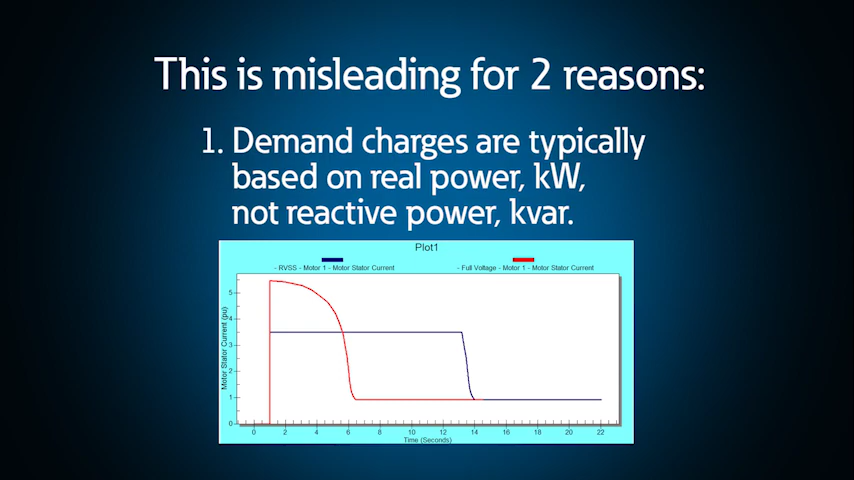 This is misleading for 2 reasons:
1. Demand charges are typically
based on real power, kW,
not reactive power, kvar.
Plot1
- RVSS - Motor 1 - Motor Stator Current
- Full Voltage - Motor 1 - Motor Stator Current
Motor Stator Current (pu)
5
4
3
2
1
0
0 2 4 6 8 10 12 14 16 18 20 22
Time (Seconds)